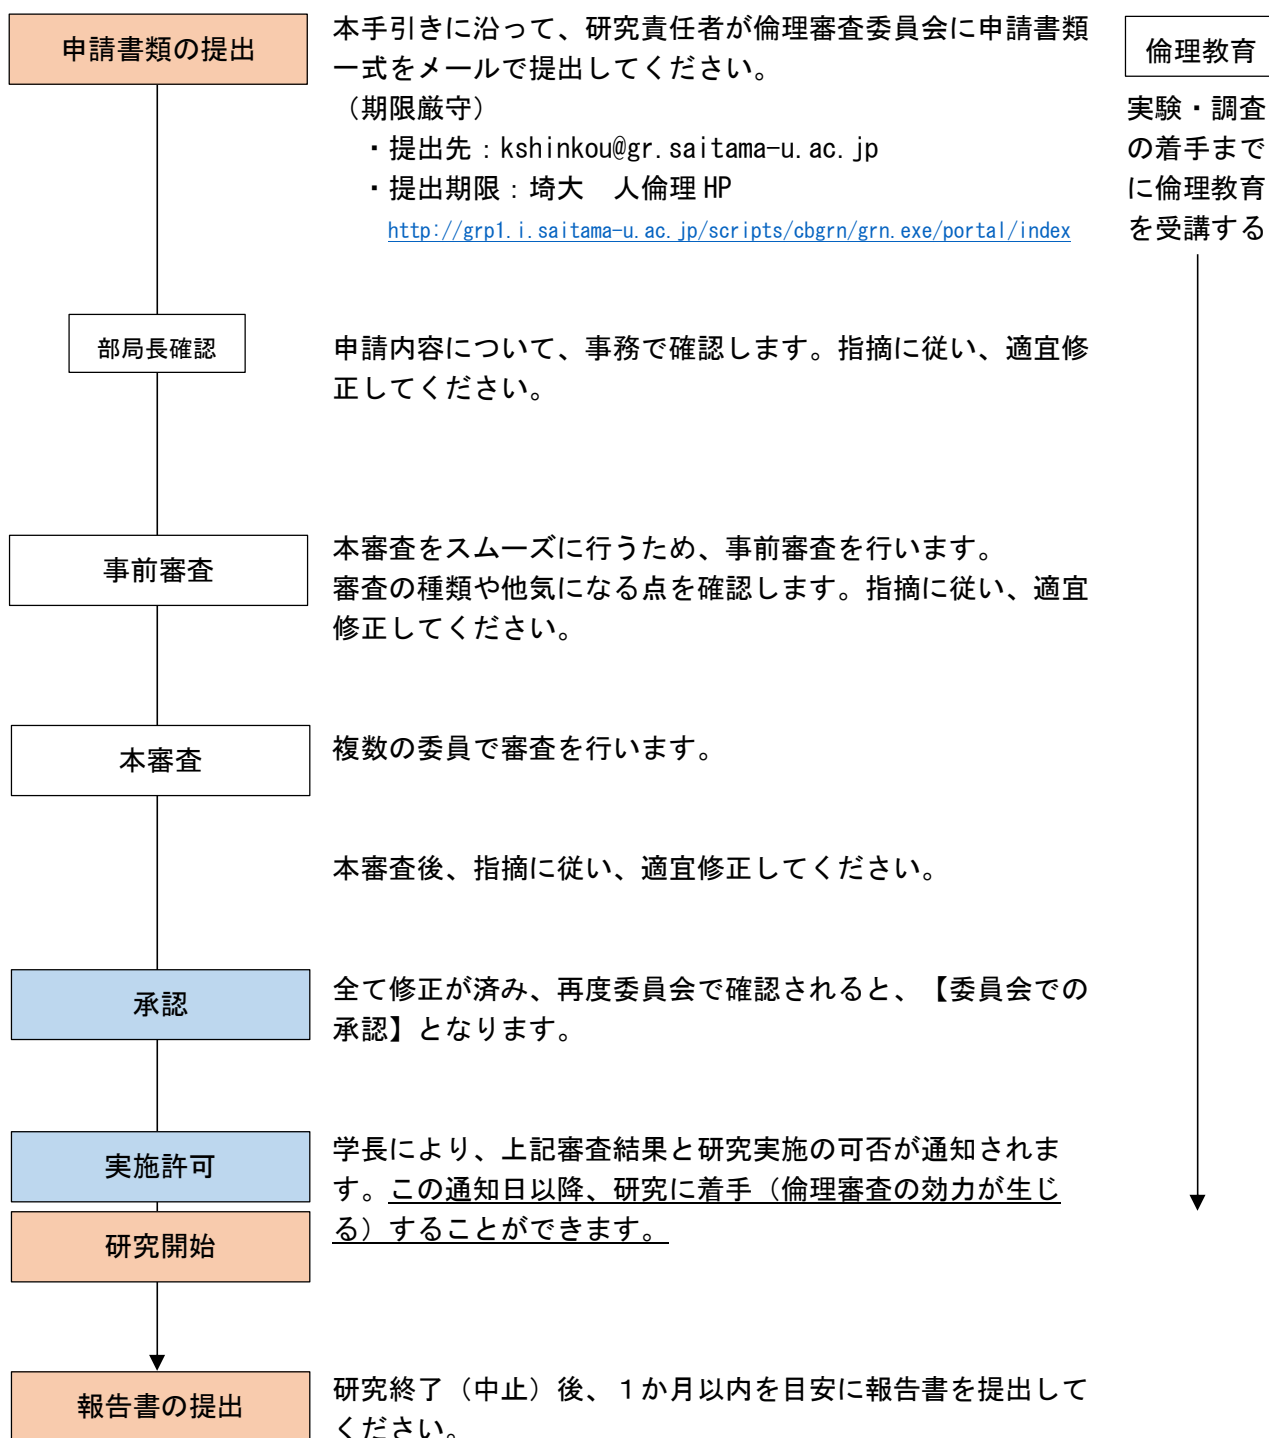 申請書類の提出
本手引きに沿って、研究責任者が倫理審査委員会に申請書類
一式をメールで提出してください。
（期限厳守）
・提出先：kshinkou@gr.saitama-u.ac.jp
・提出期限：埼大　人倫理 HP
http://grp1.i.saitama-u.ac.jp/scripts/cbgrn/grn.exe/portal/index
倫理教育
実験・調査
の着手まで
に倫理教育
を受講する
部局長確認
申請内容について、事務で確認します。指摘に従い、適宜修
正してください。
事前審査
本審査をスムーズに行うため、事前審査を行います。
審査の種類や他気になる点を確認します。指摘に従い、適宜
修正してください。
本審査
複数の委員で審査を行います。
本審査後、指摘に従い、適宜修正してください。
承認
全て修正が済み、再度委員会で確認されると、【委員会での
承認】となります。
実施許可
学長により、上記審査結果と研究実施の可否が通知されま
す。この通知日以降、研究に着手（倫理審査の効力が生じ
る）することができます。
研究開始
報告書の提出
研究終了（中止）後、１か月以内を目安に報告書を提出して
ください。